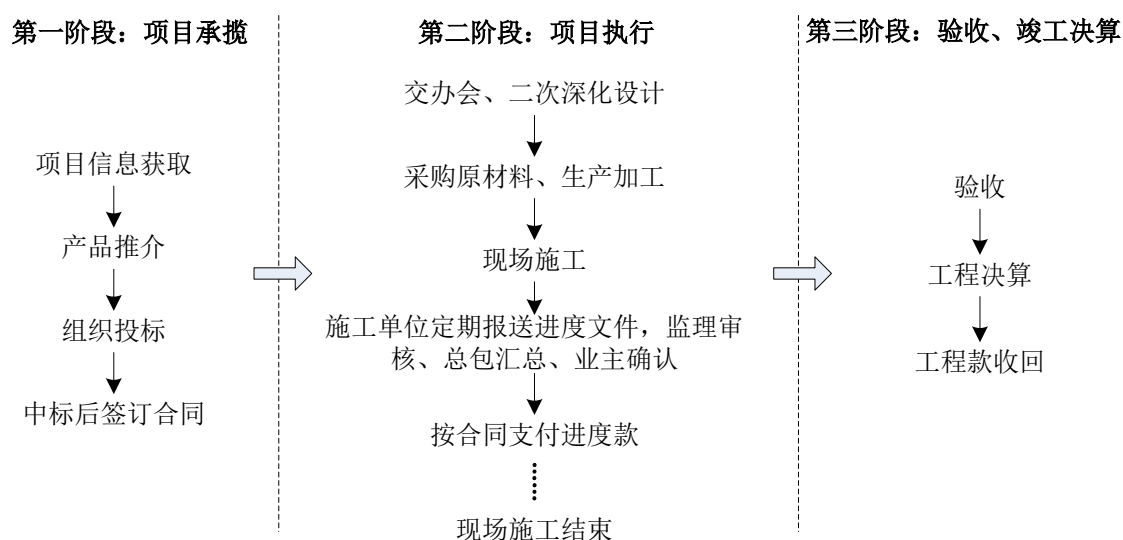 第一阶段：项目承揽
项目信息获取
产品推介
组织投标
中标后签订合同
第二阶段：项目执行
交办会、二次深化设计
采购原材料、生产加工
现场施工
施工单位定期报送进度文件，监理审
核、总包汇总、业主确认
按合同支付进度款
现场施工结束
第三阶段：验收、竣工决算
验收
工程决算
工程款收回